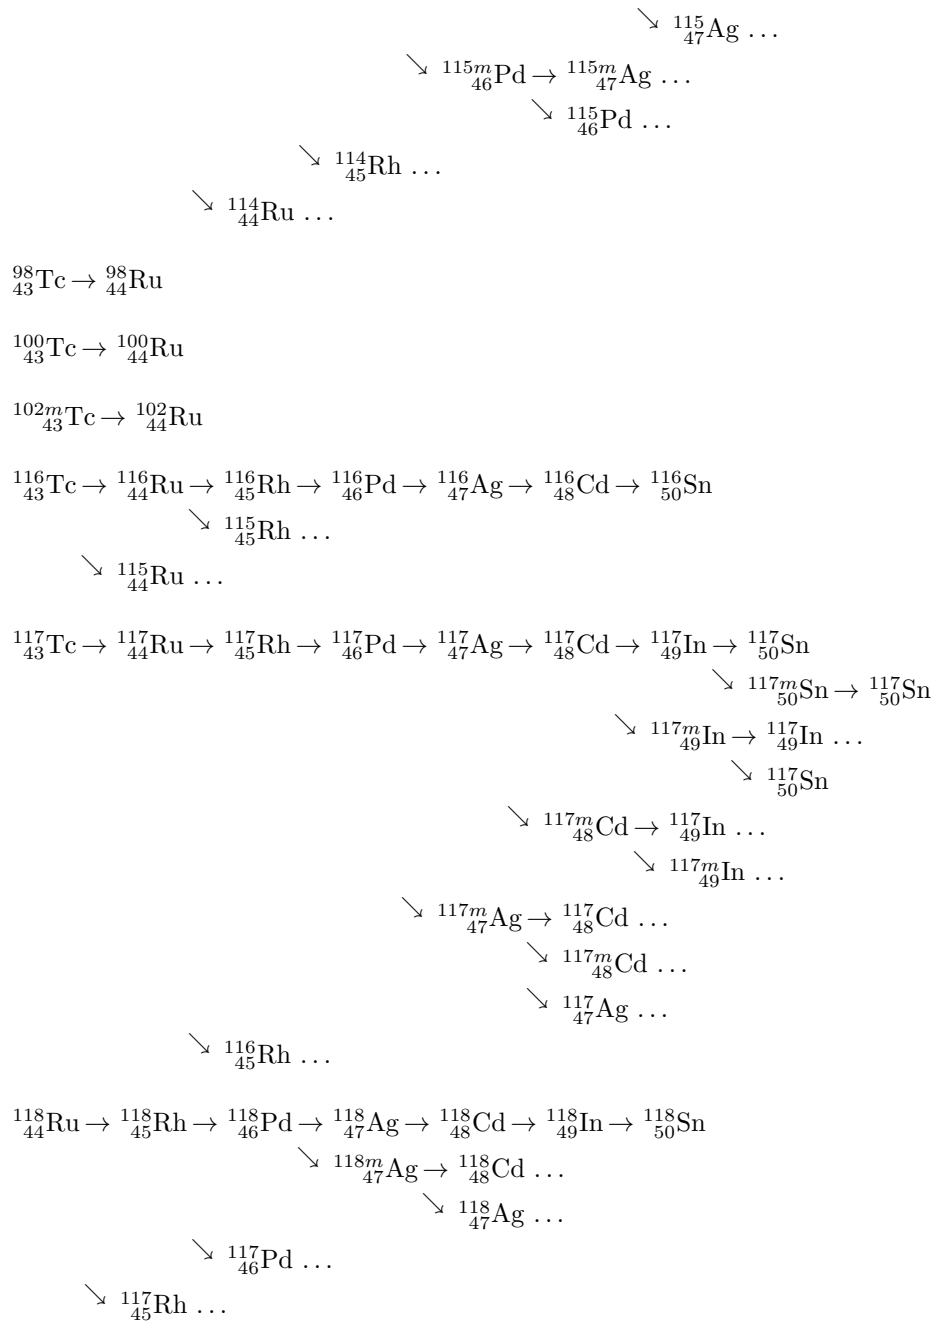 ↘ ¹¹⁵₄₇Ag …
↘ ¹¹⁵ᵐ₄₆Pd → ¹¹⁵ᵐ₄₇Ag …
↘ ¹¹⁵₄₆Pd …
↘ ¹¹⁴₄₅Rh …
↘ ¹¹⁴₄₄Ru …
⁹⁸₄₃Tc → ⁹⁸₄₄Ru
¹⁰⁰₄₃Tc → ¹⁰⁰₄₄Ru
¹⁰²ᵐ₄₃Tc → ¹⁰²₄₄Ru
¹¹⁶₄₃Tc → ¹¹⁶₄₄Ru → ¹¹⁶₄₅Rh → ¹¹⁶₄₆Pd → ¹¹⁶₄₇Ag → ¹¹⁶₄₈Cd → ¹¹⁶₅₀Sn
↘ ¹¹⁵₄₅Rh …
↘ ¹¹⁵₄₄Ru …
¹¹⁷₄₃Tc → ¹¹⁷₄₄Ru → ¹¹⁷₄₅Rh → ¹¹⁷₄₆Pd → ¹¹⁷₄₇Ag → ¹¹⁷₄₈Cd → ¹¹⁷₄₉In → ¹¹⁷₅₀Sn
↘ ¹¹⁷ᵐ₅₀Sn → ¹¹⁷₅₀Sn
↘ ¹¹⁷ᵐ₄₉In → ¹¹⁷₄₉In …
↘ ¹¹⁷₅₀Sn
↘ ¹¹⁷ᵐ₄₈Cd → ¹¹⁷₄₉In …
↘ ¹¹⁷ᵐ₄₉In …
↘ ¹¹⁷ᵐ₄₇Ag → ¹¹⁷₄₈Cd …
↘ ¹¹⁷ᵐ₄₈Cd …
↘ ¹¹⁷₄₇Ag …
↘ ¹¹⁶₄₅Rh …
¹¹⁸₄₄Ru → ¹¹⁸₄₅Rh → ¹¹⁸₄₆Pd → ¹¹⁸₄₇Ag → ¹¹⁸₄₈Cd → ¹¹⁸₄₉In → ¹¹⁸₅₀Sn
↘ ¹¹⁸ᵐ₄₇Ag → ¹¹⁸₄₈Cd …
↘ ¹¹⁸₄₇Ag …
↘ ¹¹⁷₄₆Pd …
↘ ¹¹⁷₄₅Rh …